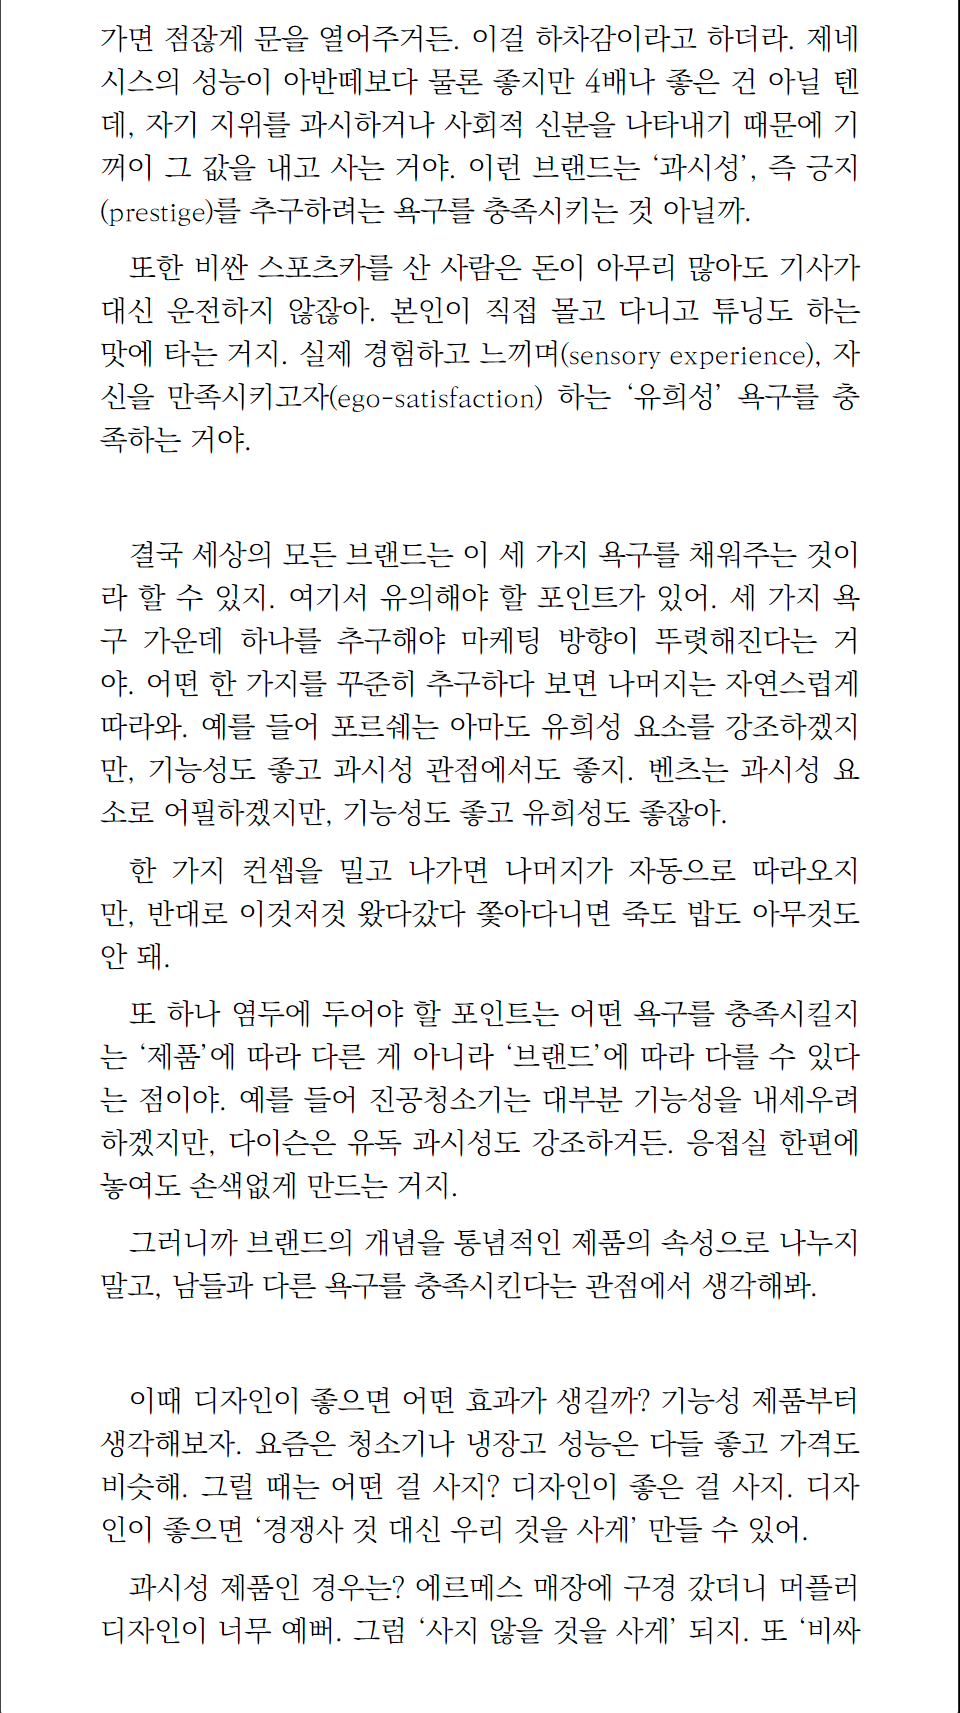 가면 점잖게 문을 열어주거든. 이걸 하차감이라고 하더라. 제네
시스의 성능이 아반떼보다 물론 좋지만 4배나 좋은 건 아닐 텐
데, 자기 지위를 과시하거나 사회적 신분을 나타내기 때문에 기
꺼이 그 값을 내고 사는 거야. 이런 브랜드는 ‘과시성’, 즉 긍지
(prestige)를 추구하려는 욕구를 충족시키는 것 아닐까.
또한 비싼 스포츠카를 산 사람은 돈이 아무리 많아도 기사가
대신 운전하지 않잖아. 본인이 직접 몰고 다니고 튜닝도 하는
맛에 타는 거지. 실제 경험하고 느끼며(sensory experience), 자
신을 만족시키고자(ego-satisfaction) 하는 ‘유희성’ 욕구를 충
족하는 거야.
결국 세상의 모든 브랜드는 이 세 가지 욕구를 채워주는 것이
라 할 수 있지. 여기서 유의해야 할 포인트가 있어. 세 가지 욕
구 가운데 하나를 추구해야 마케팅 방향이 뚜렷해진다는 거
야. 어떤 한 가지를 꾸준히 추구하다 보면 나머지는 자연스럽게
따라와. 예를 들어 포르쉐는 아마도 유희성 요소를 강조하겠지
만, 기능성도 좋고 과시성 관점에서도 좋지. 벤츠는 과시성 요
소로 어필하겠지만, 기능성도 좋고 유희성도 좋잖아.
한 가지 컨셉을 밀고 나가면 나머지가 자동으로 따라오지
만, 반대로 이것저것 왔다갔다 쫓아다니면 죽도 밥도 아무것도
안 돼.
또 하나 염두에 두어야 할 포인트는 어떤 욕구를 충족시킬지
는 ‘제품’에 따라 다른 게 아니라 ‘브랜드’에 따라 다를 수 있다
는 점이야. 예를 들어 진공청소기는 대부분 기능성을 내세우려
하겠지만, 다이슨은 유독 과시성도 강조하거든. 응접실 한편에
놓여도 손색없게 만드는 거지.
그러니까 브랜드의 개념을 통념적인 제품의 속성으로 나누지
말고, 남들과 다른 욕구를 충족시킨다는 관점에서 생각해봐.
이때 디자인이 좋으면 어떤 효과가 생길까? 기능성 제품부터
생각해보자. 요즘은 청소기나 냉장고 성능은 다들 좋고 가격도
비슷해. 그럴 때는 어떤 걸 사지? 디자인이 좋은 걸 사지. 디자
인이 좋으면 ‘경쟁사 것 대신 우리 것을 사게’ 만들 수 있어.
과시성 제품인 경우는? 에르메스 매장에 구경 갔더니 머플러
디자인이 너무 예뻐. 그럼 ‘사지 않을 것을 사게’ 되지. 또 ‘비싸